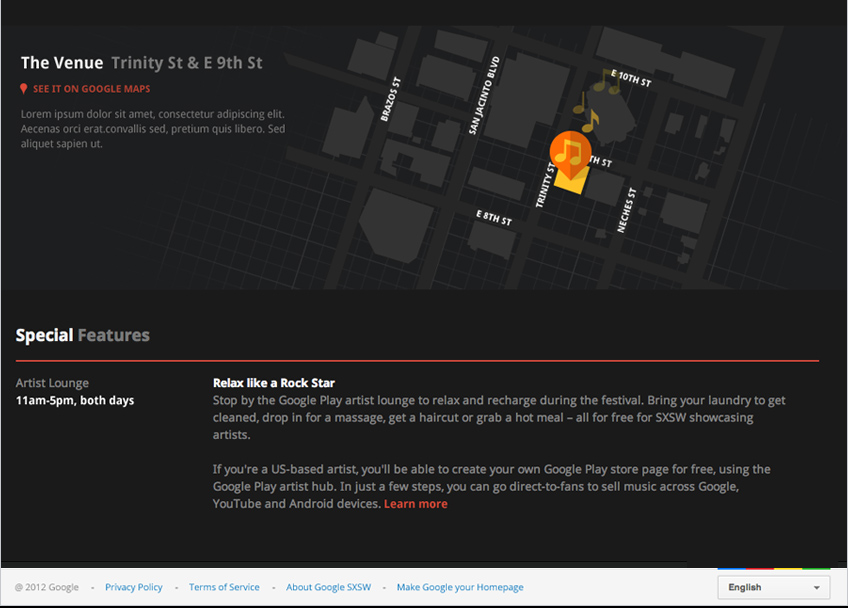 The Venue Trinity St & E 9th St
SEE IT ON GOOGLE MAPS
Lorem ipsum dolor sit amet, consectetur adipiscing elit.
Aecenas orci erat.convallis sed, pretium quis libero. Sed
aliquet sapien ut.
BRAZOS ST
SAN JACINTO BLVD
E 10TH ST
TH ST
TRINITY ST
NECHES ST
E 8TH ST
Special Features
Artist Lounge
11am-5pm, both days
Relax like a Rock Star
Stop by the Google Play artist lounge to relax and recharge during the festival. Bring your laundry to get
cleaned, drop in for a massage, get a haircut or grab a hot meal – all for free for SXSW showcasing
artists.
If you're a US-based artist, you'll be able to create your own Google Play store page for free, using the
Google Play artist hub. In just a few steps, you can go direct-to-fans to sell music across Google,
YouTube and Android devices. Learn more
@ 2012 Google - Privacy Policy - Terms of Service - About Google SXSW - Make Google your Homepage
English